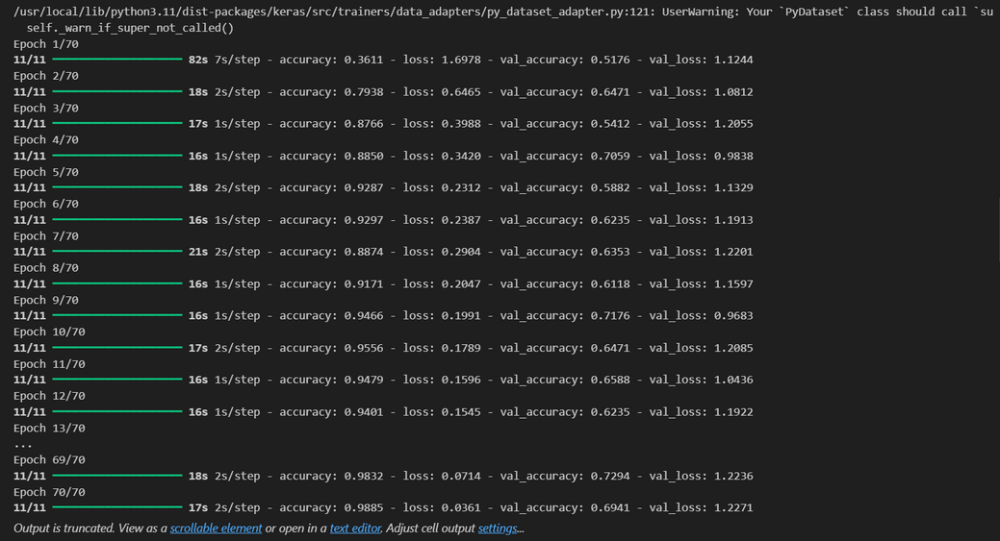 /usr/local/lib/python3.11/dist-packages/keras/src/trainers/data_adapters/py_dataset_adapter.py:121: UserWarning: Your `PyDataset` class should call `su
self._warn_if_super_not_called()
Epoch 1/70
11/11 ━━━━━━━━━━━━━━━━━━━━ 82s 7s/step - accuracy: 0.3611 - loss: 1.6978 - val_accuracy: 0.5176 - val_loss: 1.1244
Epoch 2/70
11/11 ━━━━━━━━━━━━━━━━━━━━ 18s 2s/step - accuracy: 0.7938 - loss: 0.6465 - val_accuracy: 0.6471 - val_loss: 1.0812
Epoch 3/70
11/11 ━━━━━━━━━━━━━━━━━━━━ 17s 1s/step - accuracy: 0.8766 - loss: 0.3988 - val_accuracy: 0.5412 - val_loss: 1.2055
Epoch 4/70
11/11 ━━━━━━━━━━━━━━━━━━━━ 16s 1s/step - accuracy: 0.8850 - loss: 0.3420 - val_accuracy: 0.7059 - val_loss: 0.9838
Epoch 5/70
11/11 ━━━━━━━━━━━━━━━━━━━━ 18s 2s/step - accuracy: 0.9287 - loss: 0.2312 - val_accuracy: 0.5882 - val_loss: 1.1329
Epoch 6/70
11/11 ━━━━━━━━━━━━━━━━━━━━ 16s 1s/step - accuracy: 0.9297 - loss: 0.2387 - val_accuracy: 0.6235 - val_loss: 1.1913
Epoch 7/70
11/11 ━━━━━━━━━━━━━━━━━━━━ 21s 2s/step - accuracy: 0.8874 - loss: 0.2904 - val_accuracy: 0.6353 - val_loss: 1.2201
Epoch 8/70
11/11 ━━━━━━━━━━━━━━━━━━━━ 16s 1s/step - accuracy: 0.9171 - loss: 0.2047 - val_accuracy: 0.6118 - val_loss: 1.1597
Epoch 9/70
11/11 ━━━━━━━━━━━━━━━━━━━━ 16s 1s/step - accuracy: 0.9466 - loss: 0.1991 - val_accuracy: 0.7176 - val_loss: 0.9683
Epoch 10/70
11/11 ━━━━━━━━━━━━━━━━━━━━ 17s 2s/step - accuracy: 0.9556 - loss: 0.1789 - val_accuracy: 0.6471 - val_loss: 1.2085
Epoch 11/70
11/11 ━━━━━━━━━━━━━━━━━━━━ 16s 1s/step - accuracy: 0.9479 - loss: 0.1596 - val_accuracy: 0.6588 - val_loss: 1.0436
Epoch 12/70
11/11 ━━━━━━━━━━━━━━━━━━━━ 16s 1s/step - accuracy: 0.9401 - loss: 0.1545 - val_accuracy: 0.6235 - val_loss: 1.1922
Epoch 13/70
...
Epoch 69/70
11/11 ━━━━━━━━━━━━━━━━━━━━ 18s 2s/step - accuracy: 0.9832 - loss: 0.0714 - val_accuracy: 0.7294 - val_loss: 1.2236
Epoch 70/70
11/11 ━━━━━━━━━━━━━━━━━━━━ 17s 2s/step - accuracy: 0.9885 - loss: 0.0361 - val_accuracy: 0.6941 - val_loss: 1.2271
Output is truncated. View as a scrollable element or open in a text editor. Adjust cell output settings...